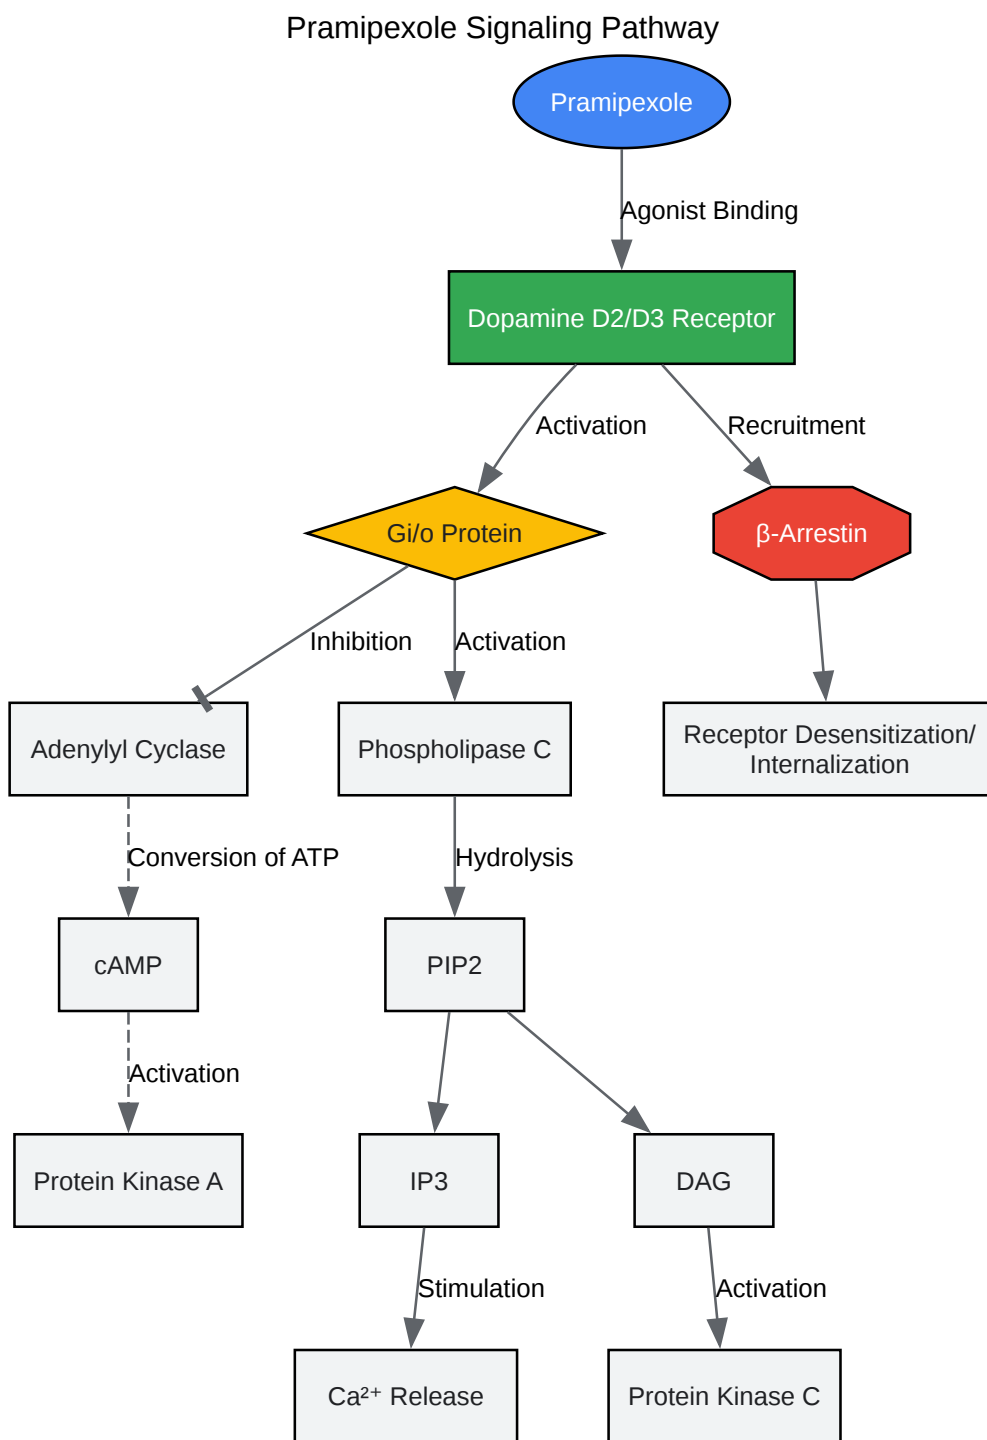 Pramipexole Signaling Pathway
Pramipexole
Agonist Binding
Dopamine D2/D3 Receptor
Activation
Recruitment
Gi/o Protein
β-Arrestin
Inhibition
Activation
Adenylyl Cyclase
Phospholipase C
Receptor Desensitization/
Internalization
Conversion of ATP
Hydrolysis
cAMP
PIP2
Activation
Protein Kinase A
IP3
DAG
Stimulation
Activation
Ca²⁺ Release
Protein Kinase C